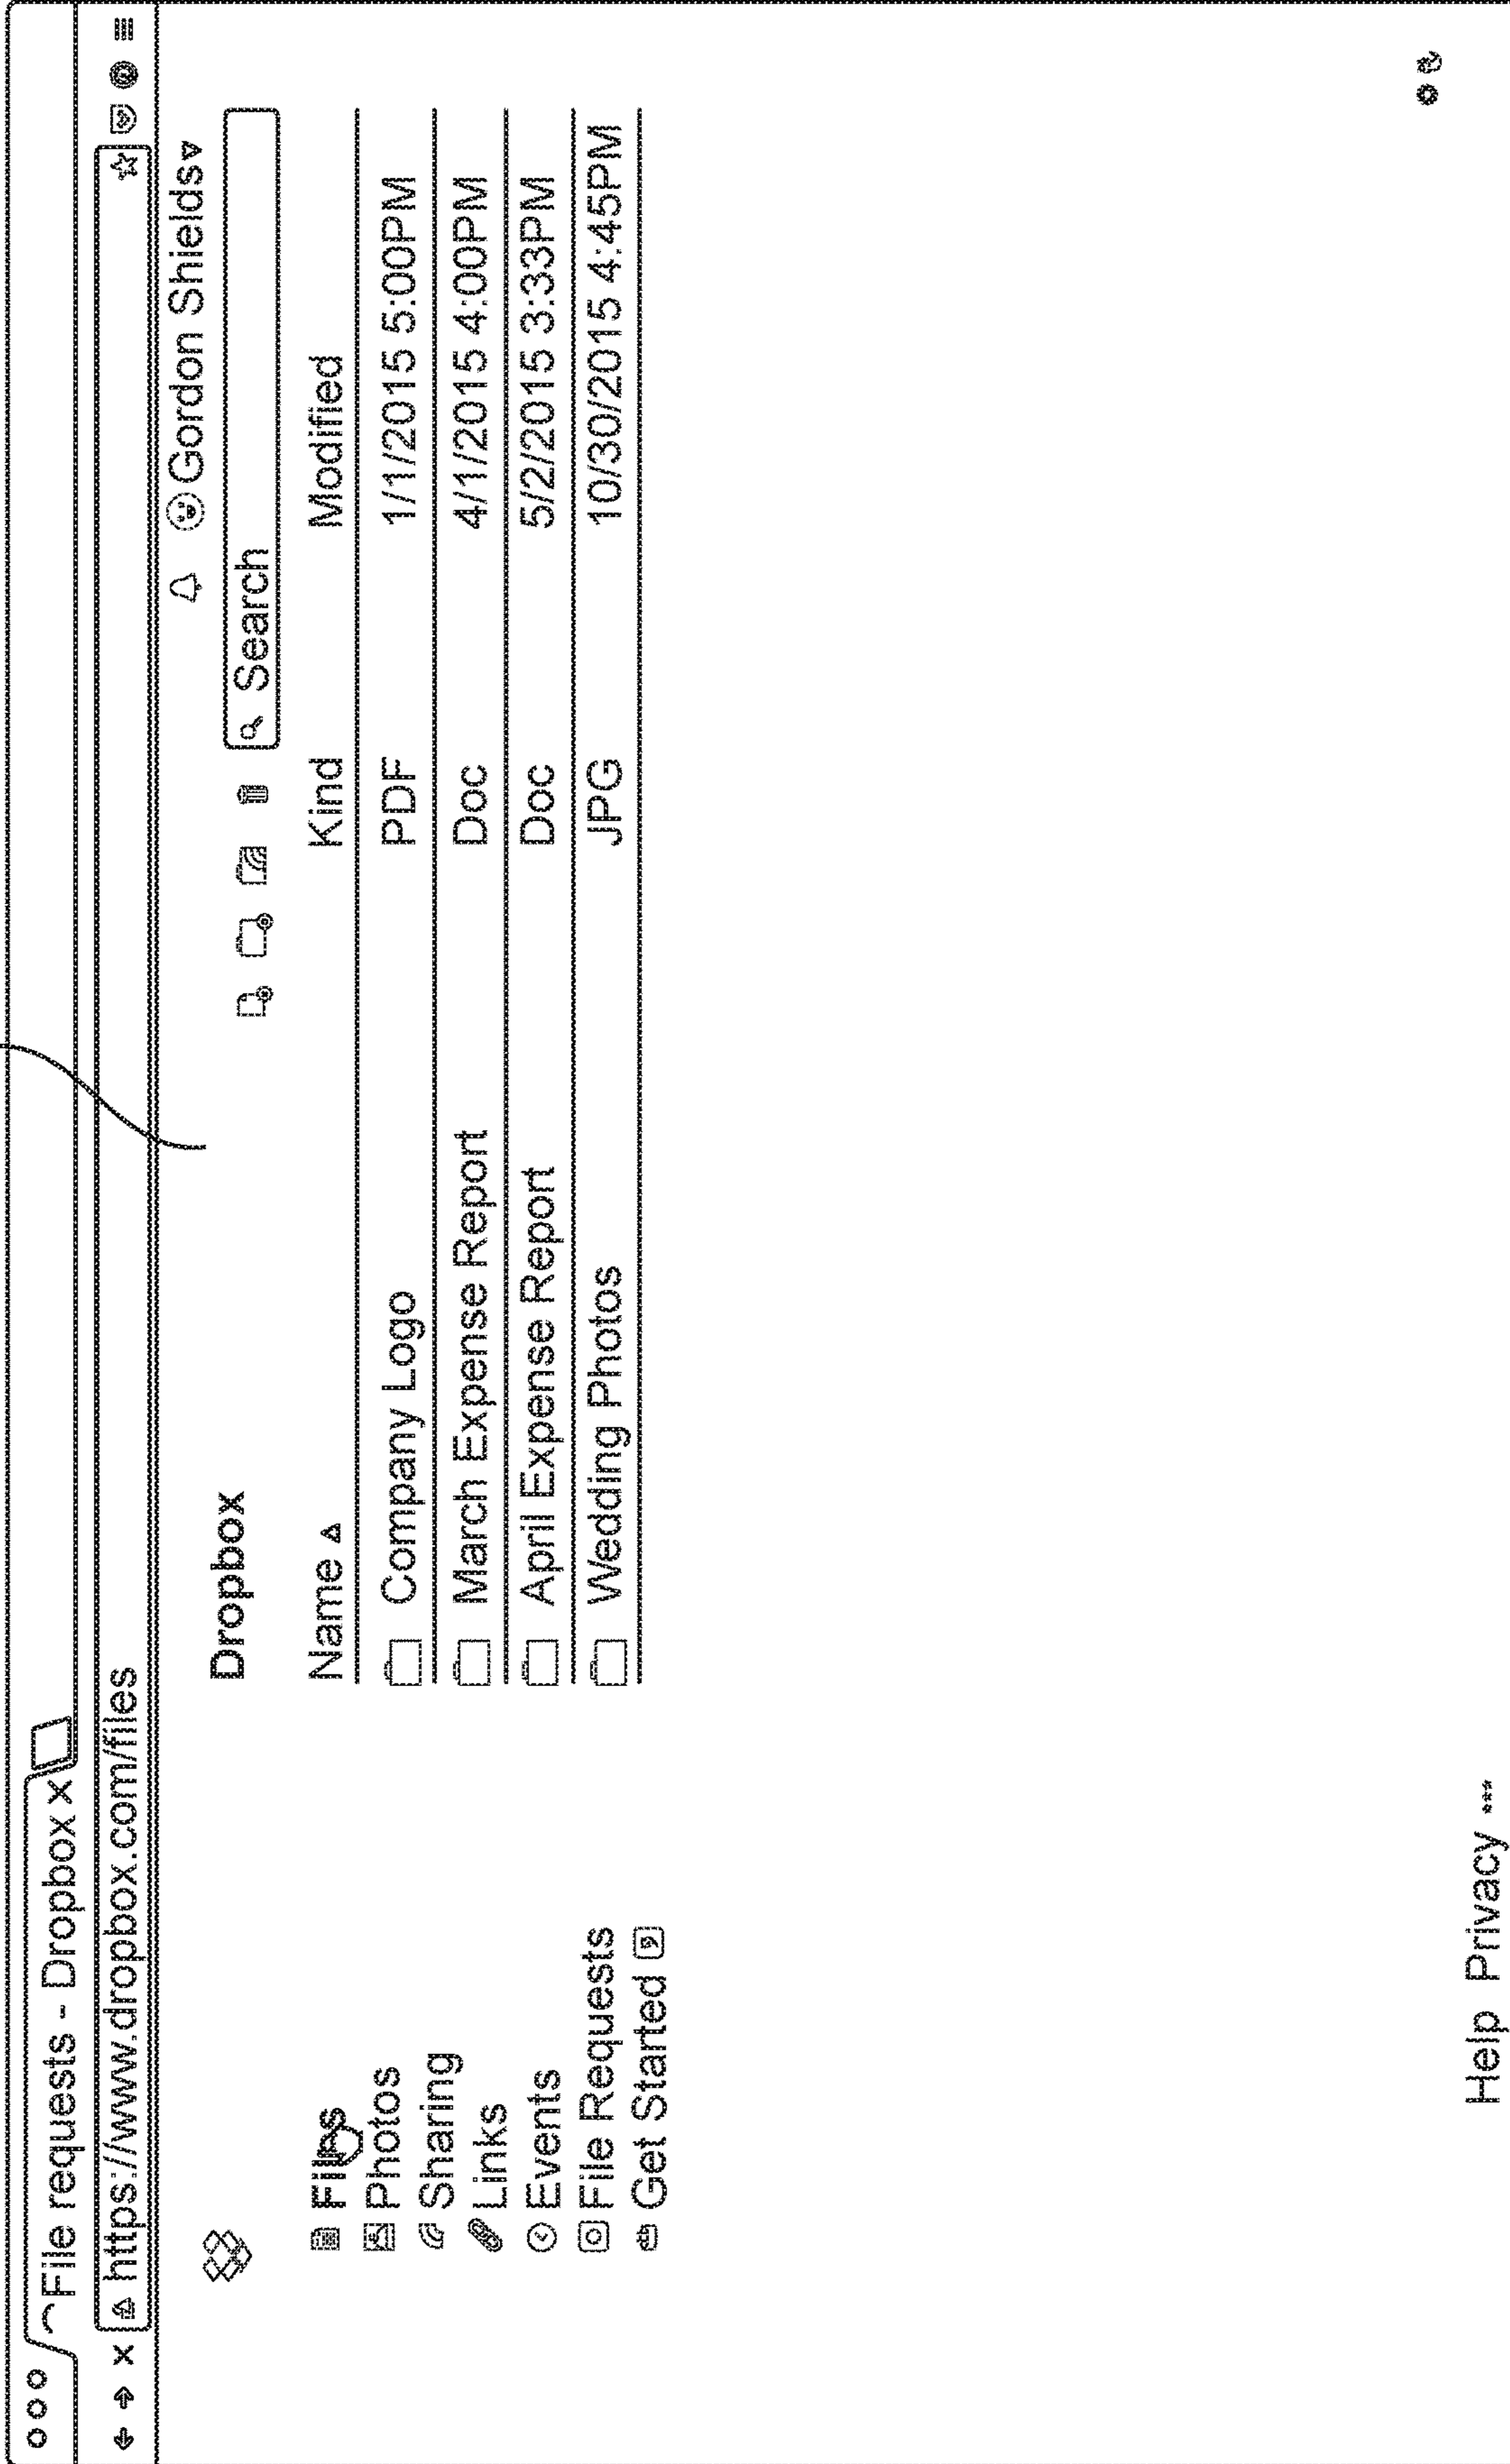 File requests - Dropbox X
https://www.dropbox.com/files
Gordon Shields
Dropbox
Search
Name Kind Modified
Company Logo PDF 1/1/2015 5:00PM
March Expense Report Doc 4/1/2015 4:00PM
April Expense Report Doc 5/2/2015 3:33PM
Wedding Photos JPG 10/30/2015 4:45PM
Files
Photos
Sharing
Links
Events
File Requests
Get Started
Help Privacy ***